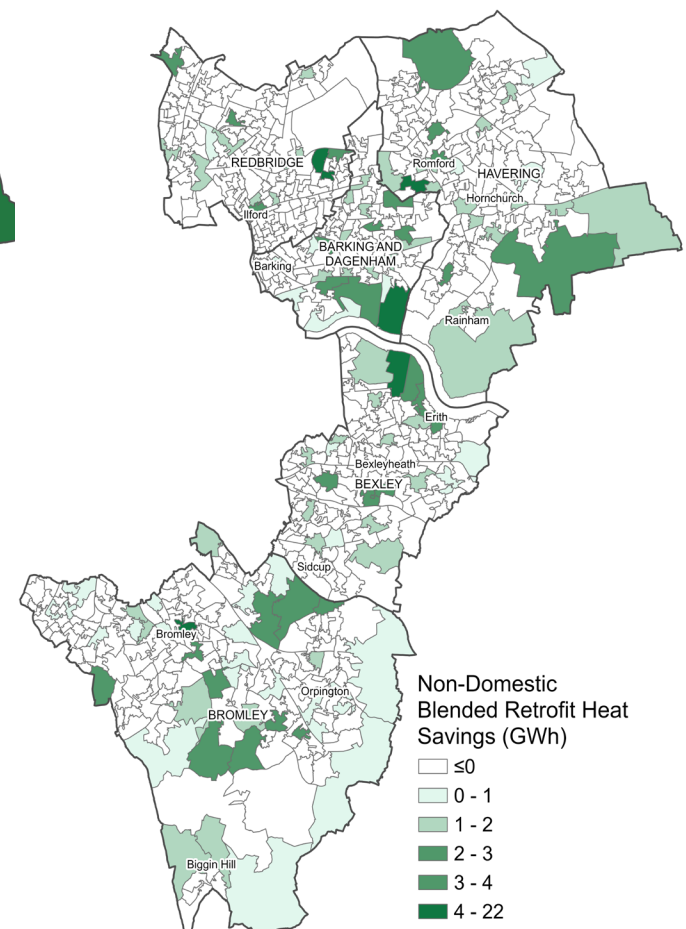 REDBRIDGE
Romford
HAVERING
Hornchurch
Ilford
BARKING AND
DAGENHAM
Barking
Rainham
Erith
Bexleyheath
BEXLEY
Sidcup
Bromley
Orpington
BROMLEY
Biggin Hill
Non-Domestic
Blended Retrofit Heat
Savings (GWh)
≤0
0 - 1
1 - 2
2 - 3
3 - 4
4 - 22